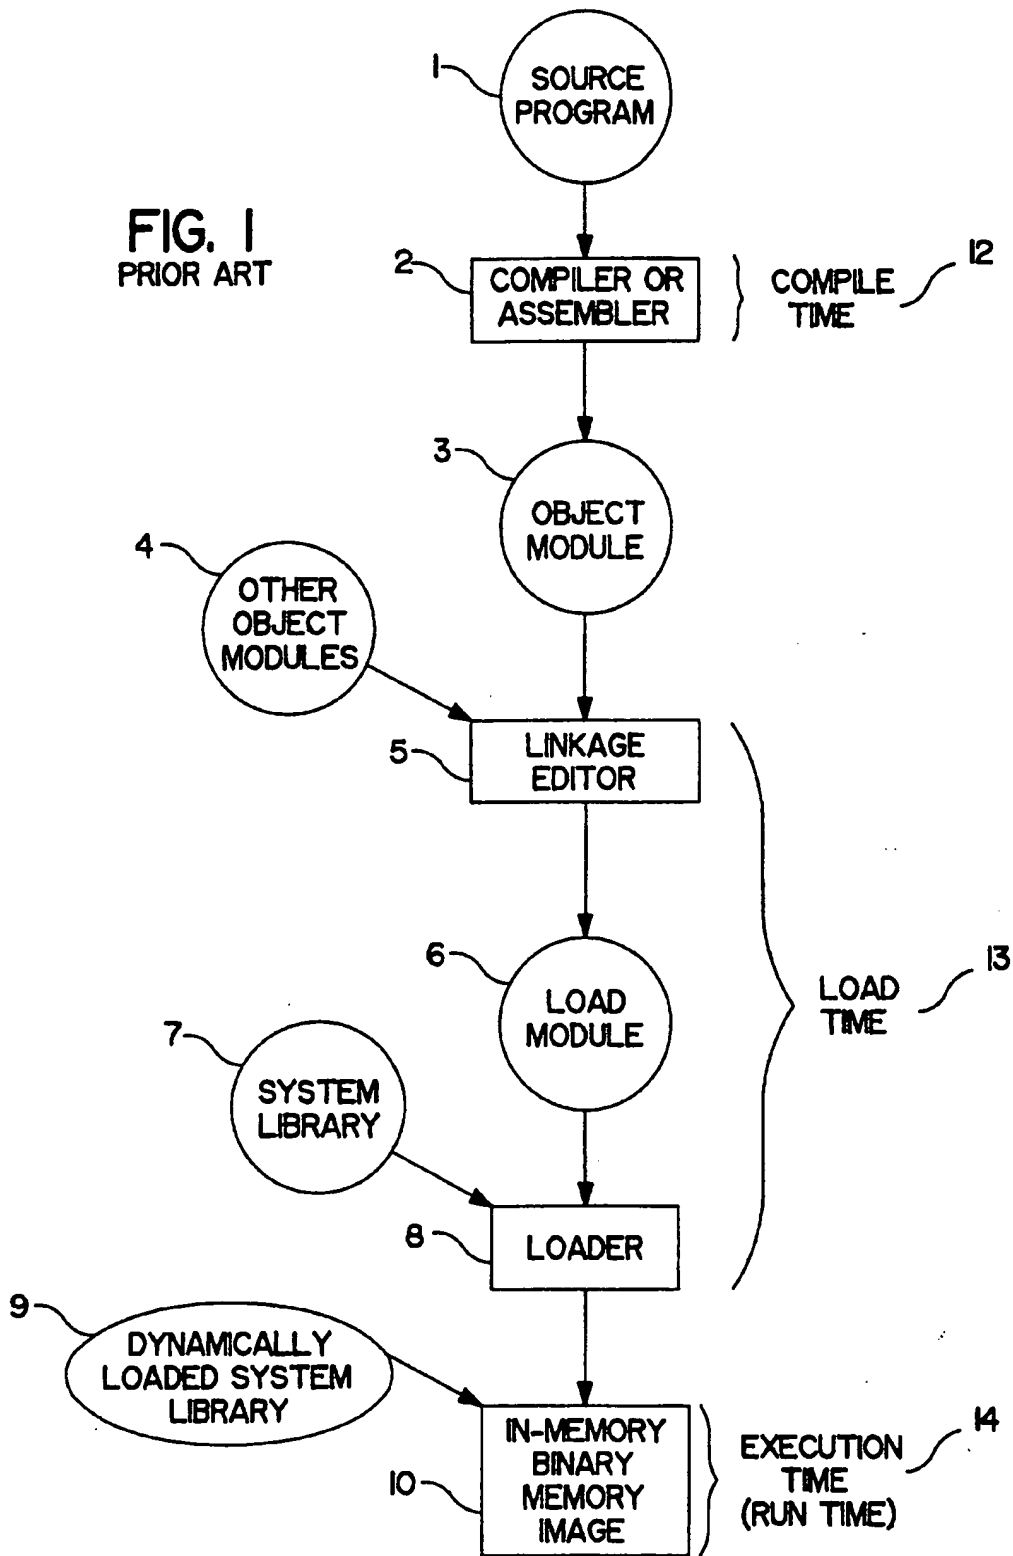 1
SOURCE
PROGRAM
FIG. 1
PRIOR ART
2
COMPILER OR
ASSEMBLER
COMPILE
TIME
12
3
OBJECT
MODULE
4
OTHER
OBJECT
MODULES
5
LINKAGE
EDITOR
6
LOAD
MODULE
LOAD
TIME
13
7
SYSTEM
LIBRARY
8
LOADER
9
DYNAMICALLY
LOADED SYSTEM
LIBRARY
10
IN-MEMORY
BINARY
MEMORY
IMAGE
EXECUTION
TIME
(RUN TIME)
14